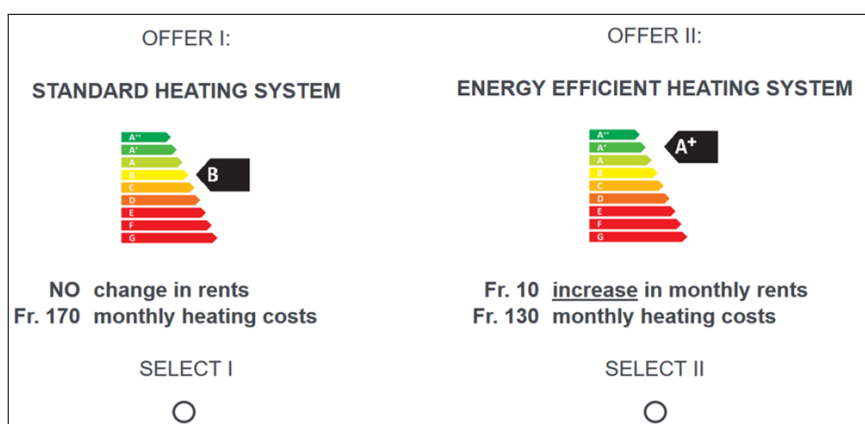 OFFER I:
STANDARD HEATING SYSTEM
A++
A+
A
B
C
D
E
F
G
B
NO change in rents
Fr. 170 monthly heating costs
SELECT I
OFFER II:
ENERGY EFFICIENT HEATING SYSTEM
A++
A+
A
B
C
D
E
F
G
A+
Fr. 10 increase in monthly rents
Fr. 130 monthly heating costs
SELECT II